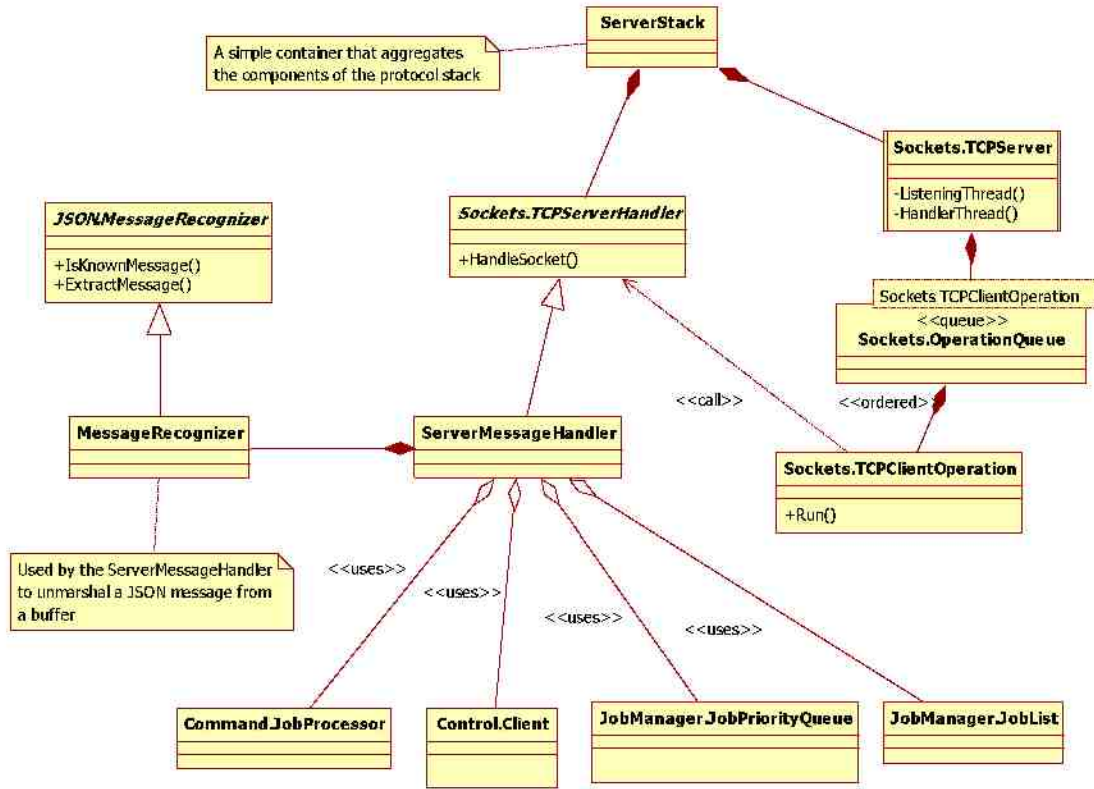 ServerStack
A simple container that aggregates
the components of the protocol stack
Sockets.TCPServer
-ListeningThread()
-HandlerThread()
JSON.MessageRecognizer
+IsKnownMessage()
+ExtractMessage()
Sockets.TCPServerHandler
+HandleSocket()
Sockets TCPClientOperation
<<queue>>
Sockets.OperationQueue
<<call>>
<<ordered>>
MessageRecognizer
ServerMessageHandler
Sockets.TCPClientOperation
+Run()
Used by the ServerMessageHandler
to unmarshal a JSON message from
a buffer
<<uses>>
<<uses>>
<<uses>>
<<uses>>
Command.JobProcessor
Control.Client
JobManager.JobPriorityQueue
JobManager.JobList